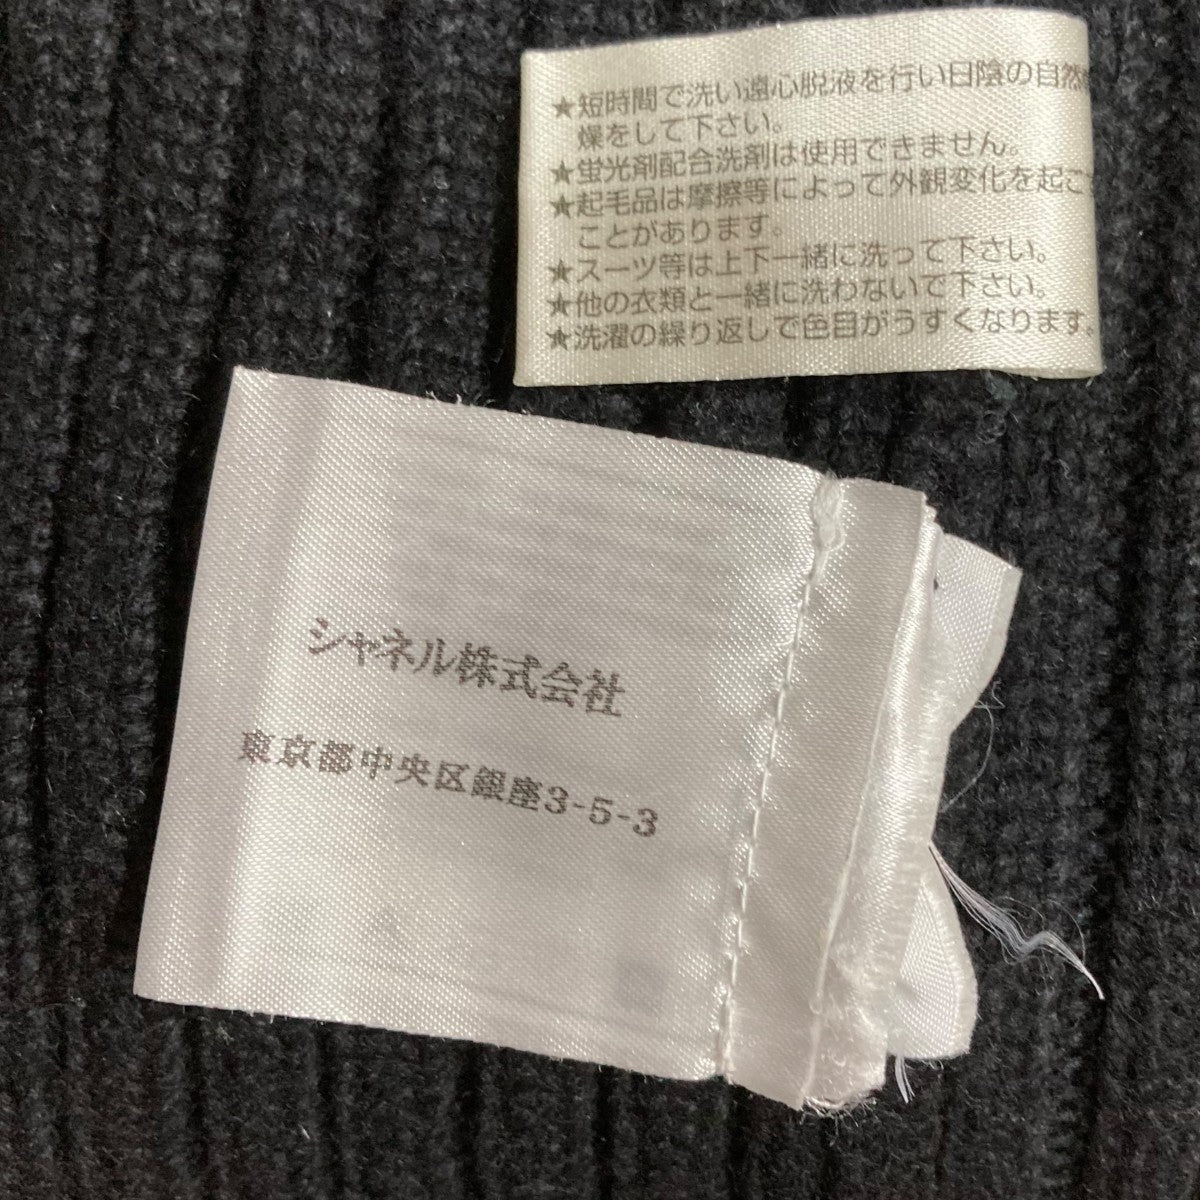 ★短時間で洗い遠心脱液を行い日陰の自然
燥をして下さい。
★蛍光剤配合洗剤は使用できません。
★起毛品は摩擦等によって外観変化を起こ
ことがあります。
★スーツ等は上下一緒に洗って下さい。
★他の衣類と一緒に洗わないで下さい。
★洗濯の繰り返しで色目がうすくなります。
シャネル株式会社
東京都中央区銀座3-5-3